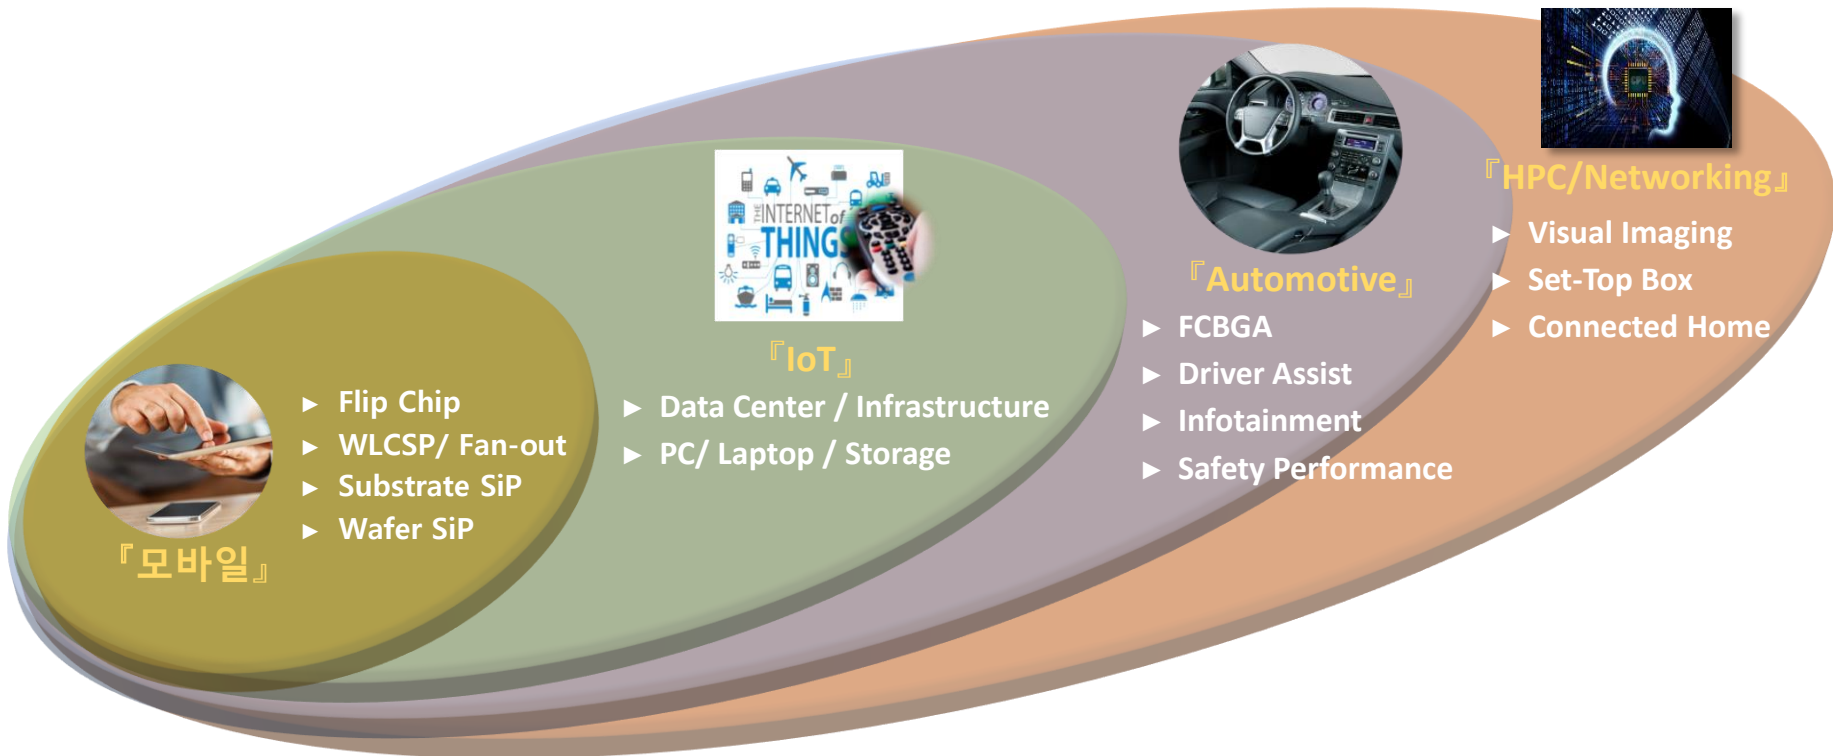 『모바일』
► Flip Chip
► WLCSP/ Fan-out
► Substrate SiP
► Wafer SiP
THE INTERNET of
THINGS
『IoT』
► Data Center / Infrastructure
► PC/ Laptop / Storage
『Automotive』
► FCBGA
► Driver Assist
► Infotainment
► Safety Performance
『HPC/Networking』
► Visual Imaging
► Set-Top Box
► Connected Home